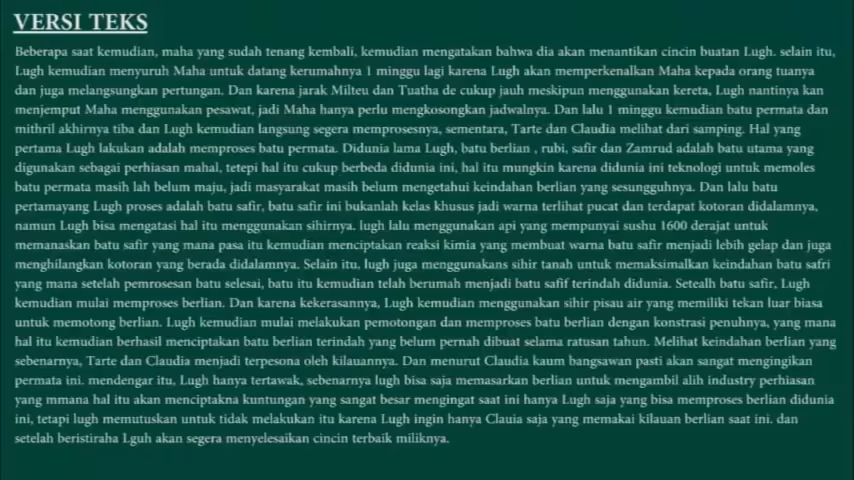 VERSI TEKS
Beberapa saat kemudian, maha yang sudah tenang kembali, kemudian mengatakan bahwa dia akan menantikan cincin buatan Lugh. selain itu,
Lugh kemudian menyuruh Maha untuk datang kerumahnya 1 minggu lagi karena Lugh akan memperkenalkan Maha kepada orang tuanya
dan juga melangsungkan pertungan. Dan karena jarak Milteu dan Tuatha de cukup jauh meskipun menggunakan kereta, Lugh nantinya kan
menjemput Maha menggunakan pesawat, jadi Maha hanya perlu mengkosongkan jadwalnya. Dan lalu 1 minggu kemudian batu permata dan
mithril akhirnya tiba dan Lugh kemudian langsung segera memprosesnya, sementara, Tarte dan Claudia melihat dari samping. Hal yang
pertama Lugh lakukan adalah memproses batu permata. Didunia lama Lugh, batu berlian , rubi, safir dan Zamrud adalah batu utama yang
digunakan sebagai perhiasan mahal, tetepi hal itu cukup berbeda didunia ini, hal itu mungkin karena didunia ini teknologi untuk memoles
batu permata masih lah belum maju, jadi masyarakat masih belum mengetahui keindahan berlian yang sesungguhnya. Dan lalu batu
pertamayang Lugh proses adalah batu safir, batu safir ini bukanlah kelas khusus jadi warna terlihat pucat dan terdapat kotoran didalamnya,
namun Lugh bisa mengatasi hal itu menggunakan sihirnya. lugh lalu menggunakan api yang mempunyai sushu 1600 derajat untuk
memanaskan batu safir yang mana pasa itu kemudian menciptakan reaksi kimia yang membuat warna batu safir menjadi lebih gelap dan juga
menghilangkan kotoran yang berada didalamnya. Selain itu, lugh juga menggunakans sihir tanah untuk memaksimalkan keindahan batu safri
yang mana setelah pemrosesan batu selesai, batu itu kemudian telah berumah menjadi batu safif terindah didunia. Setealh batu safir, Lugh
kemudian mulai memproses berlian. Dan karena kekerasannya, Lugh kemudian menggunakan sihir pisau air yang memiliki tekan luar biasa
untuk memotong berlian. Lugh kemudian mulai melakukan pemotongan dan memproses batu berlian dengan konstrasi penuhnya, yang mana
hal itu kemudian berhasil menciptakan batu berlian terindah yang belum pernah dibuat selama ratusan tahun. Melihat keindahan berlian yang
sebenarnya, Tarte dan Claudia menjadi terpesona oleh kilauannya. Dan menurut Claudia kaum bangsawan pasti akan sangat mengingikan
permata ini. mendengar itu, Lugh hanya tertawak, sebenarnya lugh bisa saja memasarkan berlian untuk mengambil alih industry perhiasan
yang mmana hal itu akan menciptakna kuntungan yang sangat besar mengingat saat ini hanya Lugh saja yang bisa memproses berlian didunia
ini, tetapi lugh memutuskan untuk tidak melakukan itu karena Lugh ingin hanya Clauia saja yang memakai kilauan berlian saat ini. dan
setelah beristiraha Lguh akan segera menyelesaikan cincin terbaik miliknya.